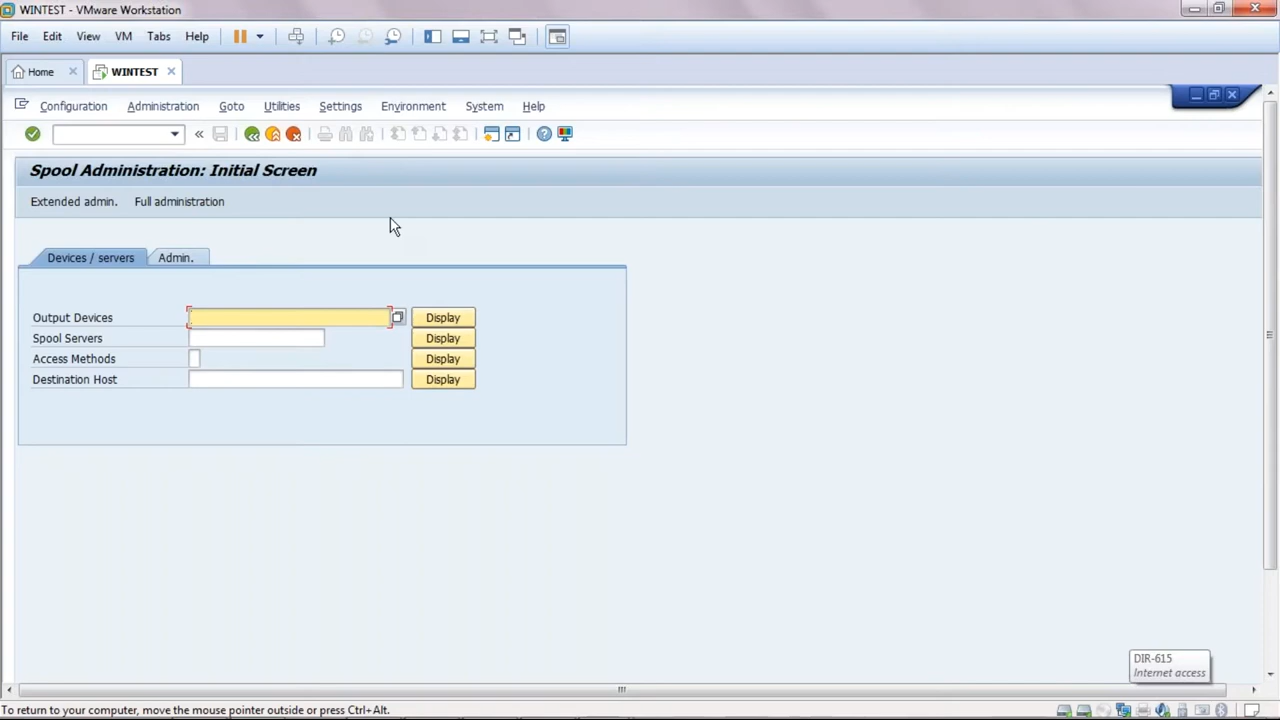 WINTEST - VMware Workstation
File Edit View VM Tabs Help
Home WINTEST
Configuration Administration Goto Utilities Settings Environment System Help
Spool Administration: Initial Screen
Extended admin. Full administration
Devices / servers Admin.
Output Devices Display
Spool Servers Display
Access Methods Display
Destination Host Display
DIR-615
Internet access
To return to your computer, move the mouse pointer outside or press Ctrl+Alt.